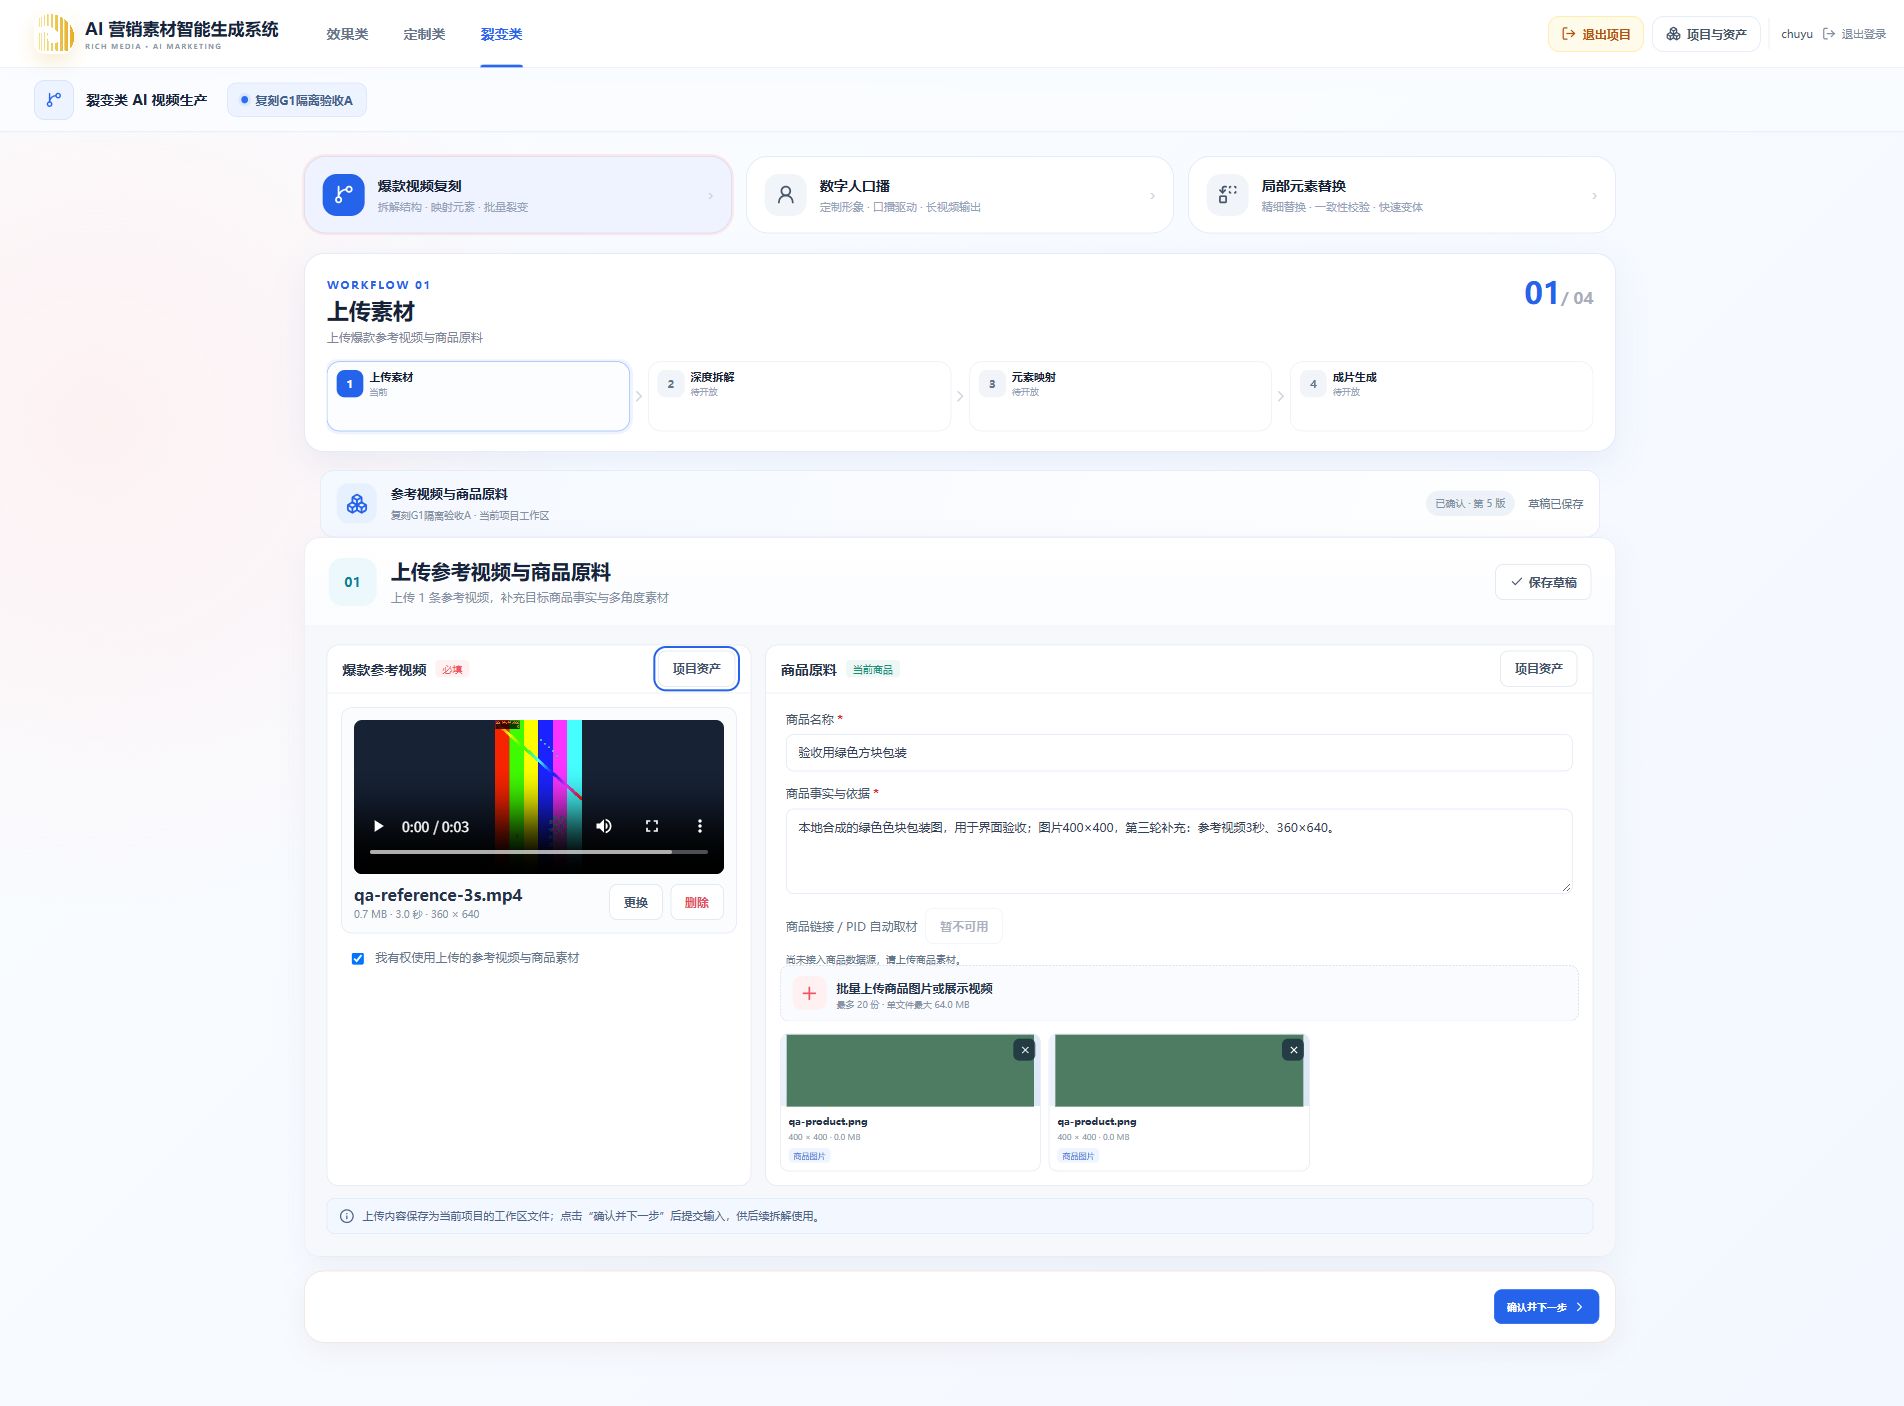 AI 营销素材智能生成系统
RICH MEDIA • AI MARKETING
效果类
定制类
裂变类
退出项目
项目与资产
chuyu
退出登录
裂变类 AI 视频生产
复刻G1隔离验收A
爆款视频复刻
拆解结构 · 映射元素 · 批量裂变
数字人口播
定制形象 · 口播驱动 · 长视频输出
局部元素替换
精细替换 · 一致性校验 · 快速变体
WORKFLOW 01
上传素材
上传爆款参考视频与商品原料
01/ 04
1
上传素材
当前
2
深度拆解
待开放
3
元素映射
待开放
4
成片生成
待开放
参考视频与商品原料
复刻G1隔离验收A · 当前项目工作区
已确认 · 第 5 版
草稿已保存
01
上传参考视频与商品原料
上传 1 条参考视频，补充目标商品事实与多角度素材
保存草稿
爆款参考视频
必填
项目资产
0:00 / 0:03
qa-reference-3s.mp4
0.7 MB · 3.0 秒 · 360 × 640
更换
删除
我有权使用上传的参考视频与商品素材
商品原料
当前商品
项目资产
商品名称 *
验收用绿色方块包装
商品事实与依据 *
本地合成的绿色色块包装图，用于界面验收；图片400×400，第三轮补充：参考视频3秒、360×640。
商品链接 / PID 自动取材
暂不可用
尚未接入商品数据源，请上传商品素材。
批量上传商品图片或展示视频
最多 20 份 · 单文件最大 64.0 MB
qa-product.png
400 × 400 · 0.0 MB
商品图片
qa-product.png
400 × 400 · 0.0 MB
商品图片
上传内容保存为当前项目的工作区文件；点击“确认并下一步”后提交输入，供后续拆解使用。
确认并下一步